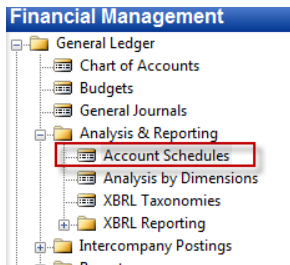 Financial Management
General Ledger
Chart of Accounts
Budgets
General Journals
Analysis & Reporting
Account Schedules
Analysis by Dimensions
XBRL Taxonomies
XBRL Reporting
Intercompany Postings